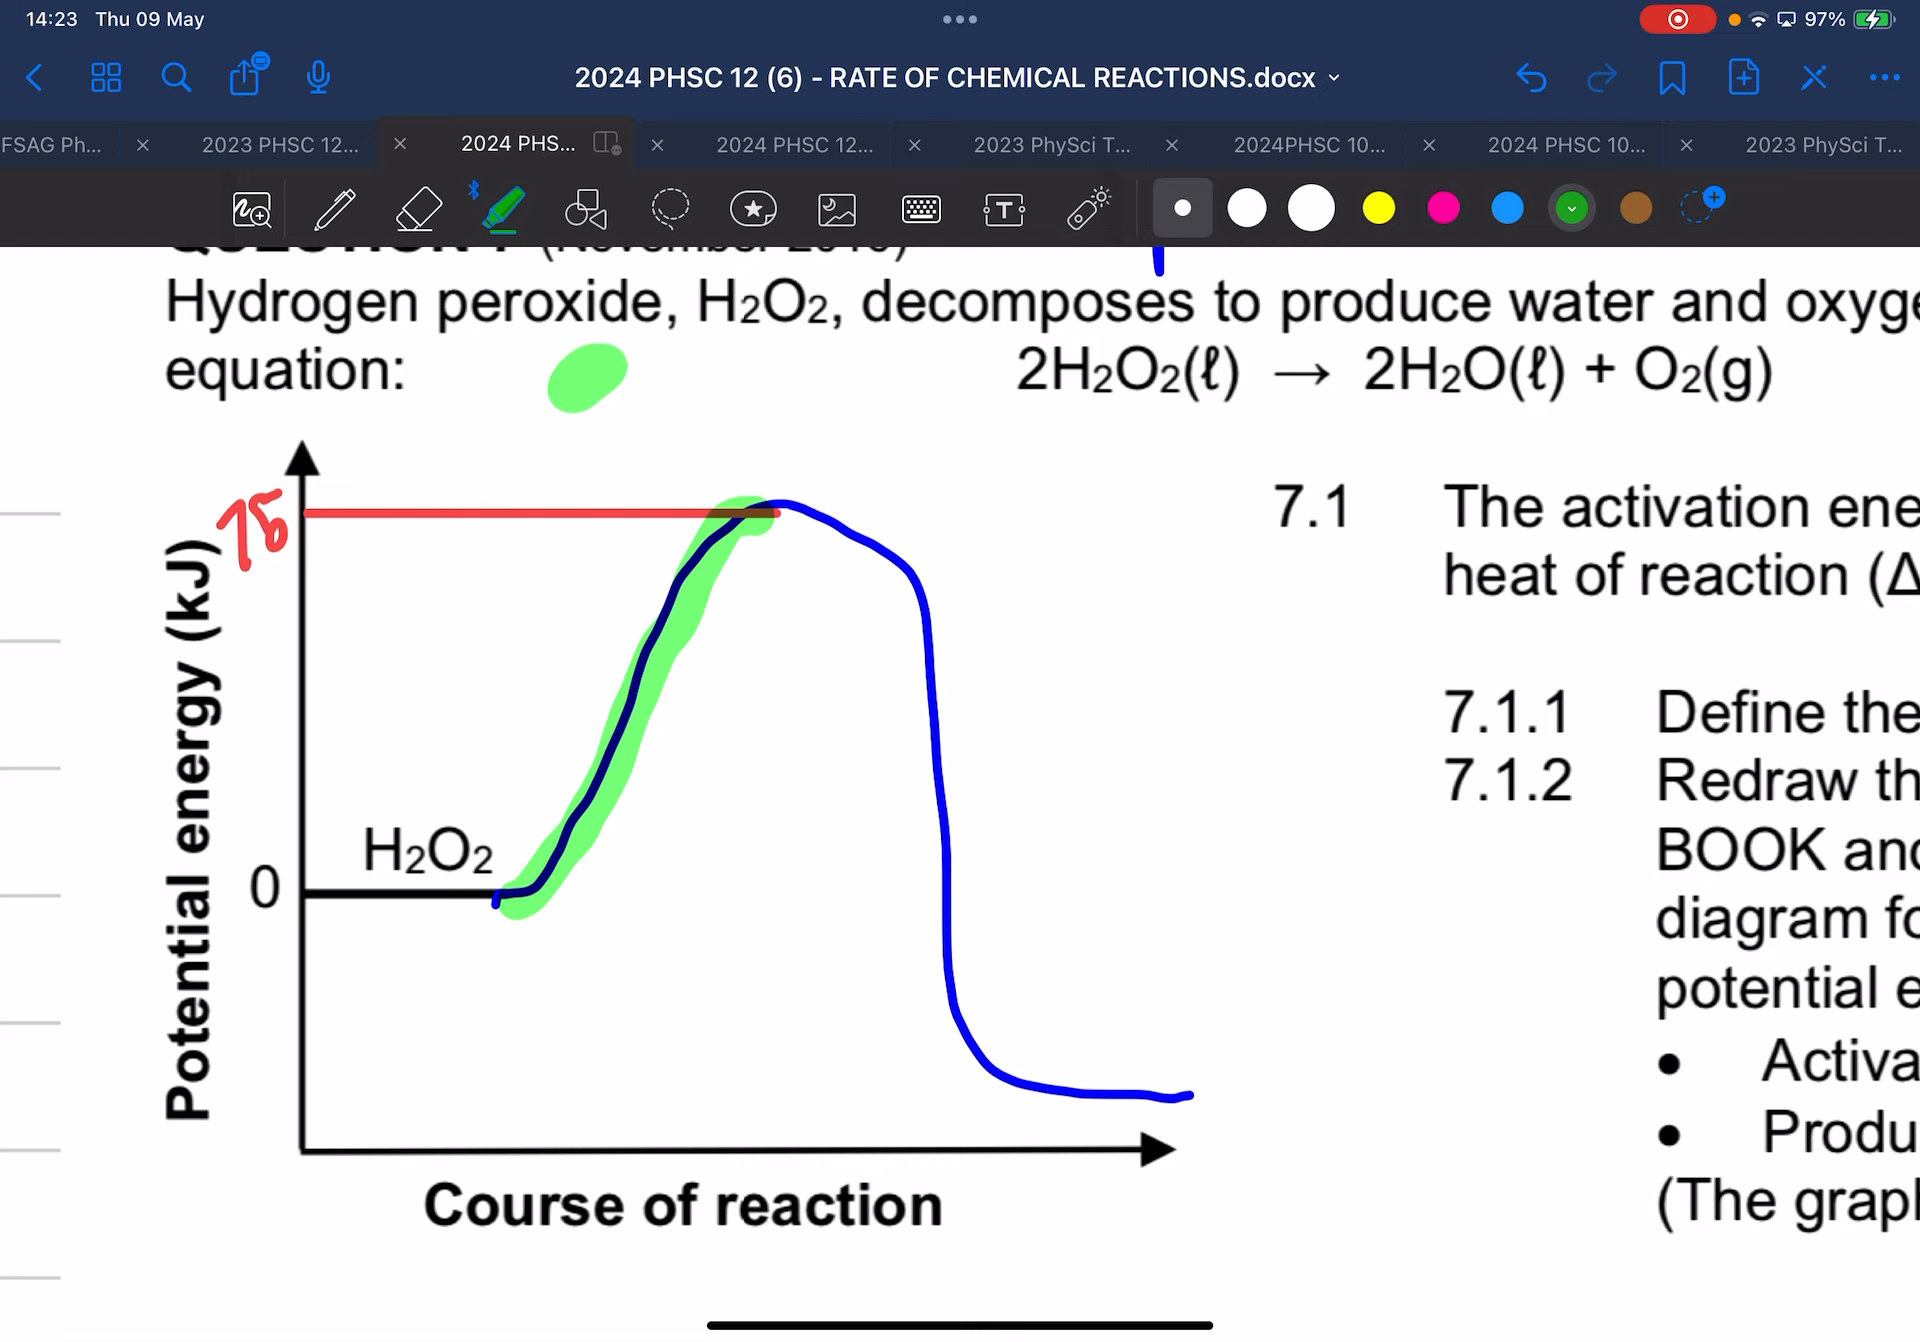 14:23 Thu 09 May
97%
2024 PHSC 12 (6) - RATE OF CHEMICAL REACTIONS.docx
FSAG Ph...
2023 PHSC 12...
2024 PHS...
2024 PHSC 12...
2023 PhySci T...
2024PHSC 10...
2024 PHSC 10...
2023 PhySci T...
T
Hydrogen peroxide, H₂O₂, decomposes to produce water and oxyge
equation:
2H₂O₂(ℓ) → 2H₂O(ℓ) + O₂(g)
75
Potential energy (kJ)
H₂O₂
0
Course of reaction
7.1 The activation ene
heat of reaction (Δ
7.1.1 Define the
7.1.2 Redraw th
BOOK and
diagram fo
potential e
• Activa
• Produ
(The graph